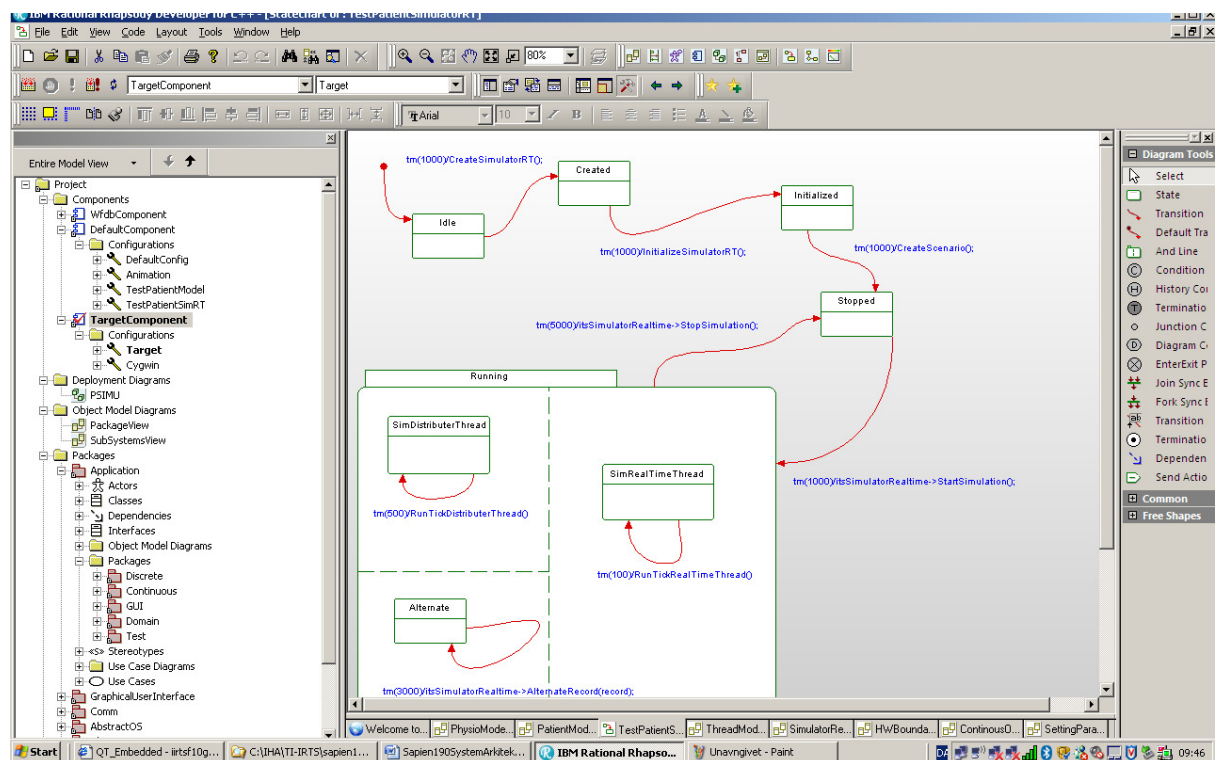 IBM Rational Rhapsody Developer for C++ - [Statechart of : TestPatientSimulatorRT]
File Edit View Code Layout Tools Window Help
80%
TargetComponent Target
Arial 10 B
Entire Model View
Project
Components
WfdbComponent
DefaultComponent
Configurations
DefaultConfig
Animation
TestPatientModel
TestPatientSimRT
TargetComponent
Configurations
Target
Cygwin
Deployment Diagrams
PSIMU
Object Model Diagrams
PackageView
SubSystemsView
Packages
Application
Actors
Classes
Dependencies
Interfaces
Object Model Diagrams
Packages
Discrete
Continuous
GUI
Domain
Test
«S» Stereotypes
Use Case Diagrams
Use Cases
GraphicalUserInterface
Comm
AbstractOS
tm(1000)/CreateSimulatorRT();
Created
Initialized
Idle
tm(1000)/InitializeSimulatorRT();
tm(1000)/CreateScenario();
Stopped
tm(5000)/itsSimulatorRealtime->StopSimulation();
Running
SimDistributerThread
SimRealTimeThread
tm(1000)/itsSimulatorRealtime->StartSimulation();
tm(500)/RunTickDistributerThread()
tm(100)/RunTickRealTimeThread()
Alternate
tm(3000)/itsSimulatorRealtime->AlternateRecord(record);
Diagram Tools
Select
State
Transition
Default Tra
And Line
Condition
History Cor
Terminatio
Junction C
Diagram C
EnterExit P
Join Sync E
Fork Sync E
Transition
Terminatio
Dependen
Send Actio
Common
Free Shapes
Welcome to... PhysioMode... PatientMod... TestPatientS... ThreadMod... SimulatorRe... HWBounda... ContinousO... SettingPara...
Start QT_Embedded - iirtsf10g... C:\IHA\TI-IRTS\sapien1... Sapien190SystemArkitek... IBM Rational Rhapso... Unavngivet - Paint DA 09:46